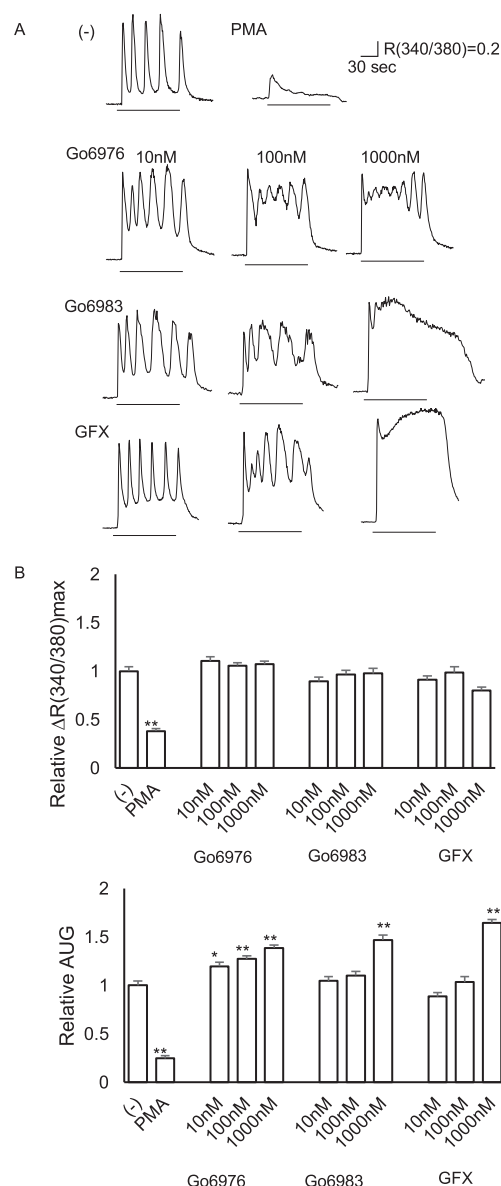 A
(-)
PMA
R(340/380)=0.2
30 sec
Go6976
10nM
100nM
1000nM
Go6983
GFX
B
Relative ΔR(340/380)max
2
1.5
1
0.5
0
**
(-)
PMA
10nM
100nM
1000nM
10nM
100nM
1000nM
10nM
100nM
1000nM
Go6976
Go6983
GFX
Relative AUG
2
1.5
1
0.5
0
**
*
**
**
**
**
(-)
PMA
10nM
100nM
1000nM
10nM
100nM
1000nM
10nM
100nM
1000nM
Go6976
Go6983
GFX